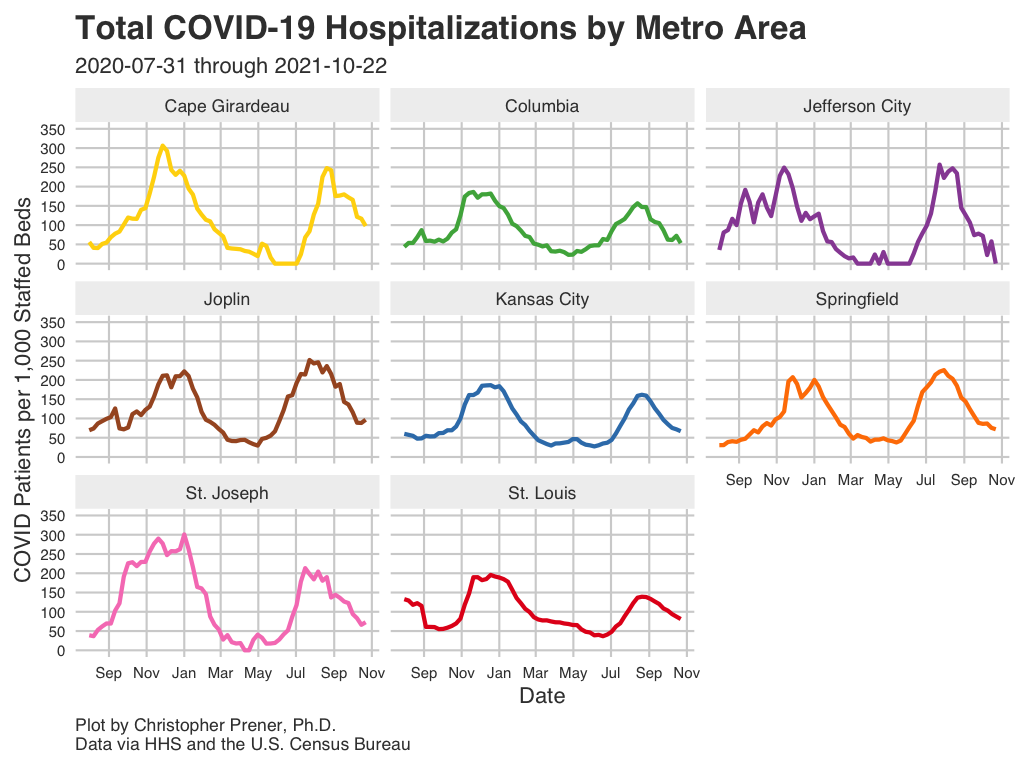 Total COVID-19 Hospitalizations by Metro Area
2020-07-31 through 2021-10-22
COVID Patients per 1,000 Staffed Beds
Cape Girardeau
Columbia
Jefferson City
350
300
250
200
150
100
50
0
Joplin
Kansas City
Springfield
350
300
250
200
150
100
50
0
Sep Nov Jan Mar May Jul Sep Nov
St. Joseph
St. Louis
350
300
250
200
150
100
50
0
Sep Nov Jan Mar May Jul Sep Nov
Sep Nov Jan Mar May Jul Sep Nov
Date
Plot by Christopher Prener, Ph.D.
Data via HHS and the U.S. Census Bureau